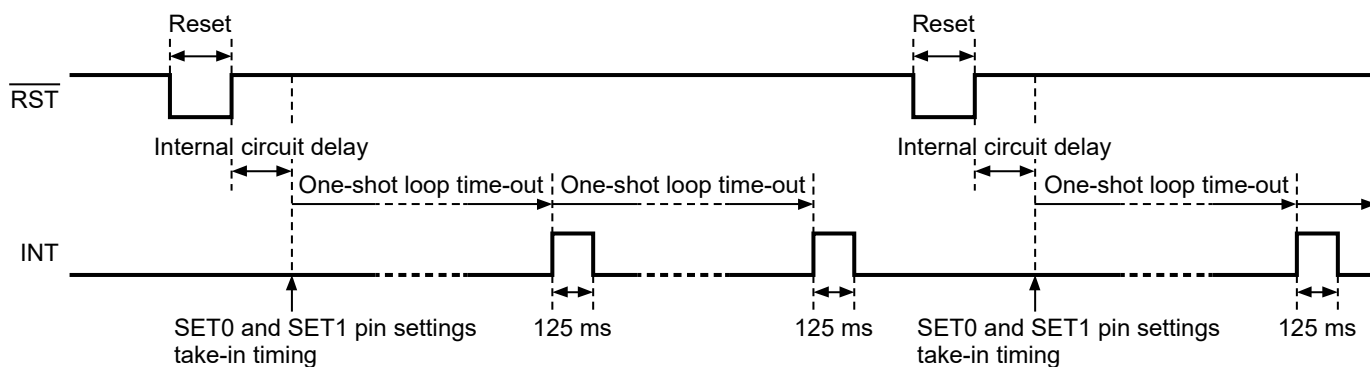 Reset
Reset
RST
Internal circuit delay
Internal circuit delay
One-shot loop time-out
One-shot loop time-out
One-shot loop time-out
INT
SET0 and SET1 pin settings
take-in timing
125 ms
125 ms
SET0 and SET1 pin settings
take-in timing
125 ms